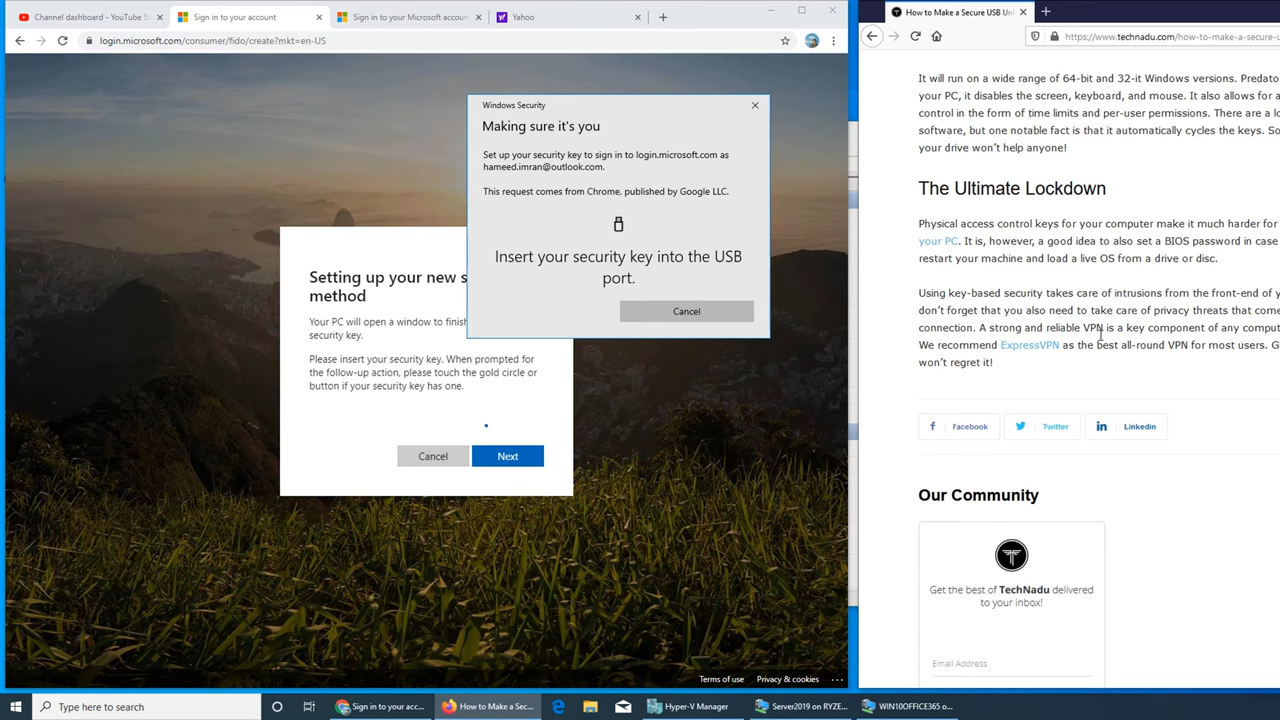 Channel dashboard - YouTube St
Sign in to your account
Sign in to your Microsoft accoun
Yahoo
login.microsoft.com/consumer/fido/create?mkt=en-US
Windows Security
Making sure it's you
Set up your security key to sign in to login.microsoft.com as
hameed.imran@outlook.com.
This request comes from Chrome, published by Google LLC.
Insert your security key into the USB
port.
Cancel
Setting up your new s
method
Your PC will open a window to finish
security key.
Please insert your security key. When prompted for
the follow-up action, please touch the gold circle or
button if your security key has one.
Cancel
Next
Terms of use
Privacy & cookies
...
How to Make a Secure USB Unl
https://www.technadu.com/how-to-make-a-secure-u
It will run on a wide range of 64-bit and 32-it Windows versions. Predato
your PC, it disables the screen, keyboard, and mouse. It also allows for a
control in the form of time limits and per-user permissions. There are a lo
software, but one notable fact is that it automatically cycles the keys. So
your drive won't help anyone!
The Ultimate Lockdown
Physical access control keys for your computer make it much harder for
your PC. It is, however, a good idea to also set a BIOS password in case
restart your machine and load a live OS from a drive or disc.
Using key-based security takes care of intrusions from the front-end of y
don't forget that you also need to take care of privacy threats that come
connection. A strong and reliable VPN is a key component of any comput
We recommend ExpressVPN as the best all-round VPN for most users. G
won't regret it!
Facebook
Twitter
Linkedin
Our Community
Get the best of TechNadu delivered
to your inbox!
Email Address
Type here to search
Sign in to your acc...
How to Make a Sec...
Hyper-V Manager
Server2019 on RYZE...
WIN10OFFICE365 o...